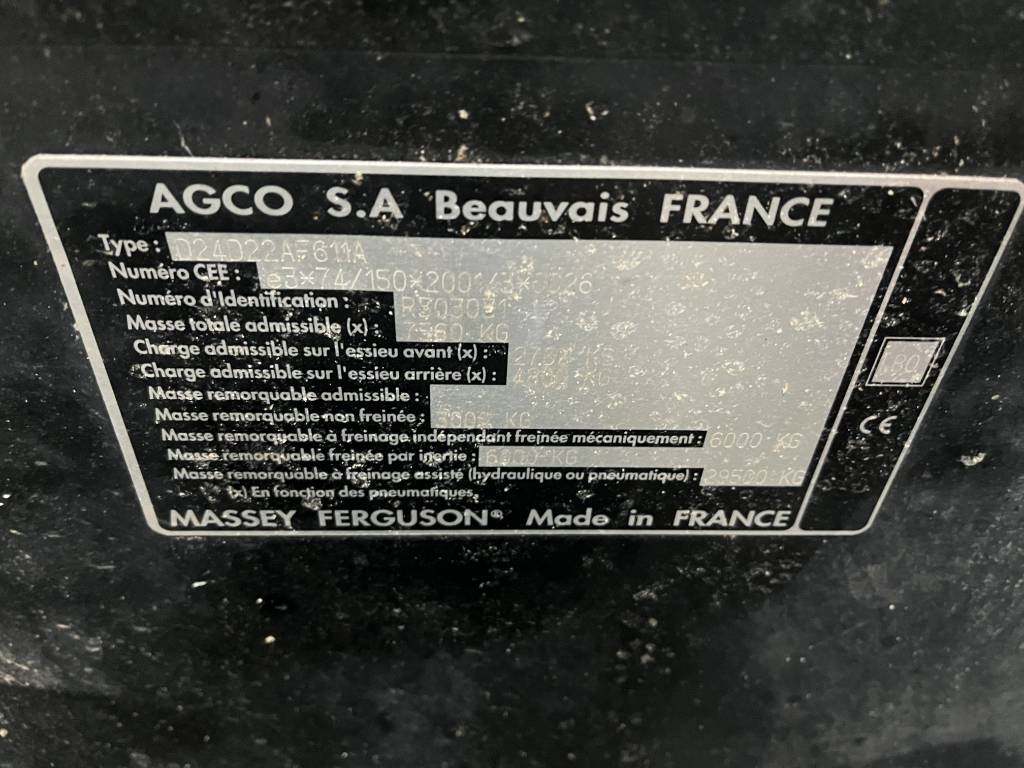 AGCO S.A Beauvais FRANCE
Type : D24D22AF611A
Numéro CEE :
Numéro d'Identification :
Masse totale admissible (x) : KG
Charge admissible sur l'essieu avant (x) :
Charge admissible sur l'essieu arrière (x) :
Masse remorquable admissible :
Masse remorquable non freinée : KG
Masse remorquable à freinage indépendant freinée mécaniquement : 6000 KG
Masse remorquable freinée par inertie : KG
Masse remorquable à freinage assisté (hydraulique ou pneumatique) : KG
(x) En fonction des pneumatiques
MASSEY FERGUSON® Made in FRANCE
CE